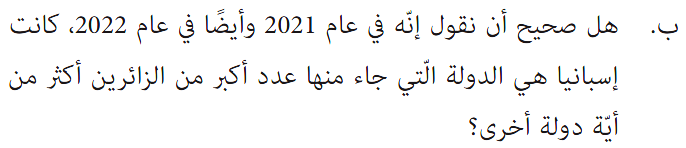 ب. هل صحيح أن نقول إنّه في عام 2021 وأيضًا في عام 2022، كانت
إسبانيا هي الدولة الّتي جاء منها عدد أكبر من الزائرين أكثر من
أيّة دولة أخرى؟